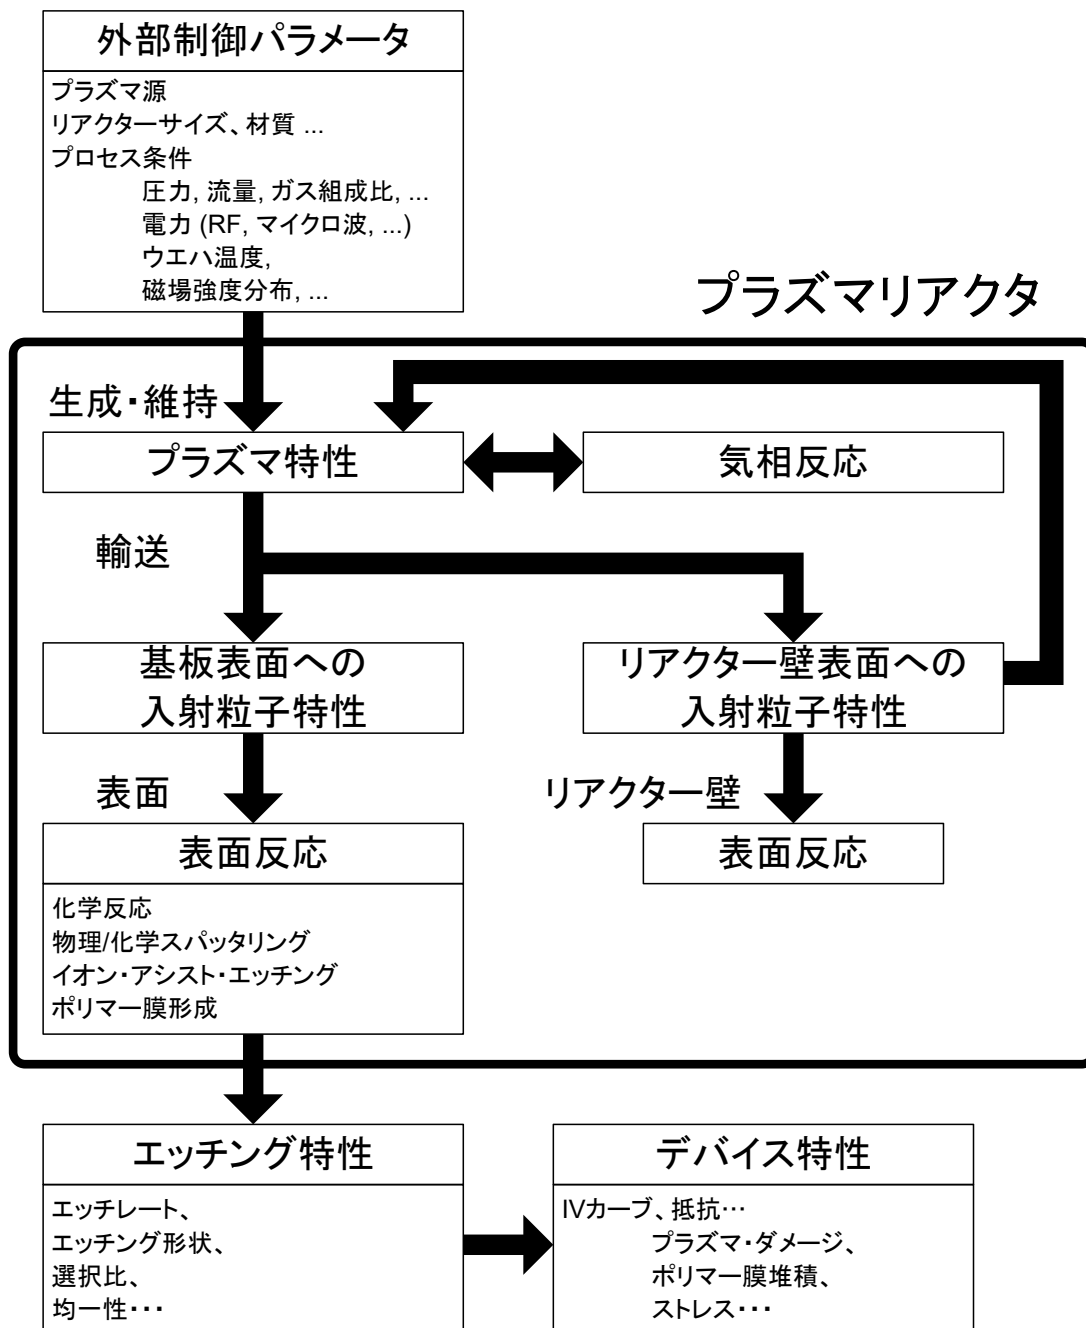 外部制御パラメータ
プラズマ源
リアクターサイズ、材質 ...
プロセス条件
圧力, 流量, ガス組成比, ...
電力 (RF, マイクロ波, ...)
ウエハ温度,
磁場強度分布, ...
プラズマリアクタ
生成・維持
プラズマ特性
気相反応
輸送
基板表面への
入射粒子特性
リアクター壁表面への
入射粒子特性
表面
リアクター壁
表面反応
化学反応
物理/化学スパッタリング
イオン・アシスト・エッチング
ポリマー膜形成
表面反応
エッチング特性
エッチレート、
エッチング形状、
選択比、
均一性・・・
デバイス特性
IVカーブ、抵抗…
プラズマ・ダメージ、
ポリマー膜堆積、
ストレス・・・